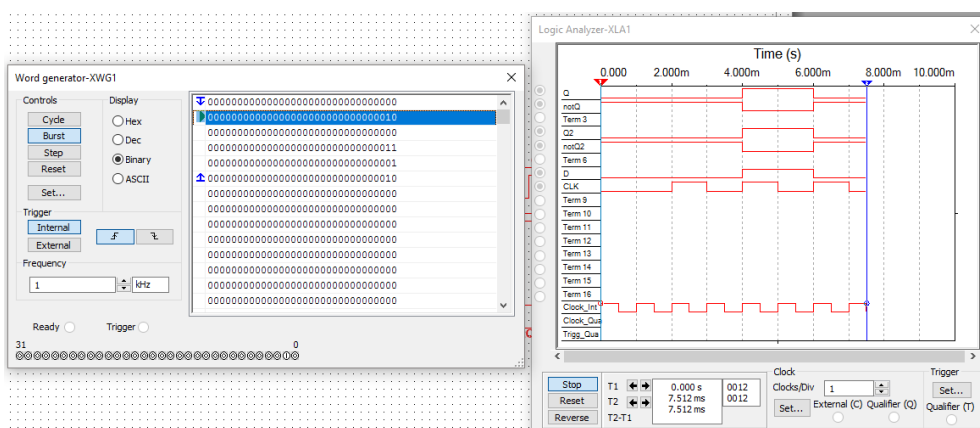 Word generator-XWG1
Controls
Cycle
Burst
Step
Reset
Set...
Display
Hex
Dec
Binary
ASCII
Trigger
Internal
External
Frequency
1 kHz
Ready
Trigger
31 0
00000000000000000000000000000000
00000000000000000000000000000010
00000000000000000000000000000000
00000000000000000000000000000011
00000000000000000000000000000001
00000000000000000000000000000010
00000000000000000000000000000000
00000000000000000000000000000000
00000000000000000000000000000000
00000000000000000000000000000000
00000000000000000000000000000000
00000000000000000000000000000000
00000000000000000000000000000000
00000000000000000000000000000000
Logic Analyzer-XLA1
Time (s)
0.000 2.000m 4.000m 6.000m 8.000m 10.000m
Q
notQ
Term 3
Q2
notQ2
Term 6
D
CLK
Term 9
Term 10
Term 11
Term 12
Term 13
Term 14
Term 15
Term 16
Clock_Int
Clock_Qua
Trigg_Qua
Stop
Reset
Reverse
T1 0.000 s 0012
T2 7.512 ms 0012
T2-T1 7.512 ms
Clock
Clocks/Div 1
Set... External (C) Qualifier (Q)
Trigger
Set...
Qualifier (T)